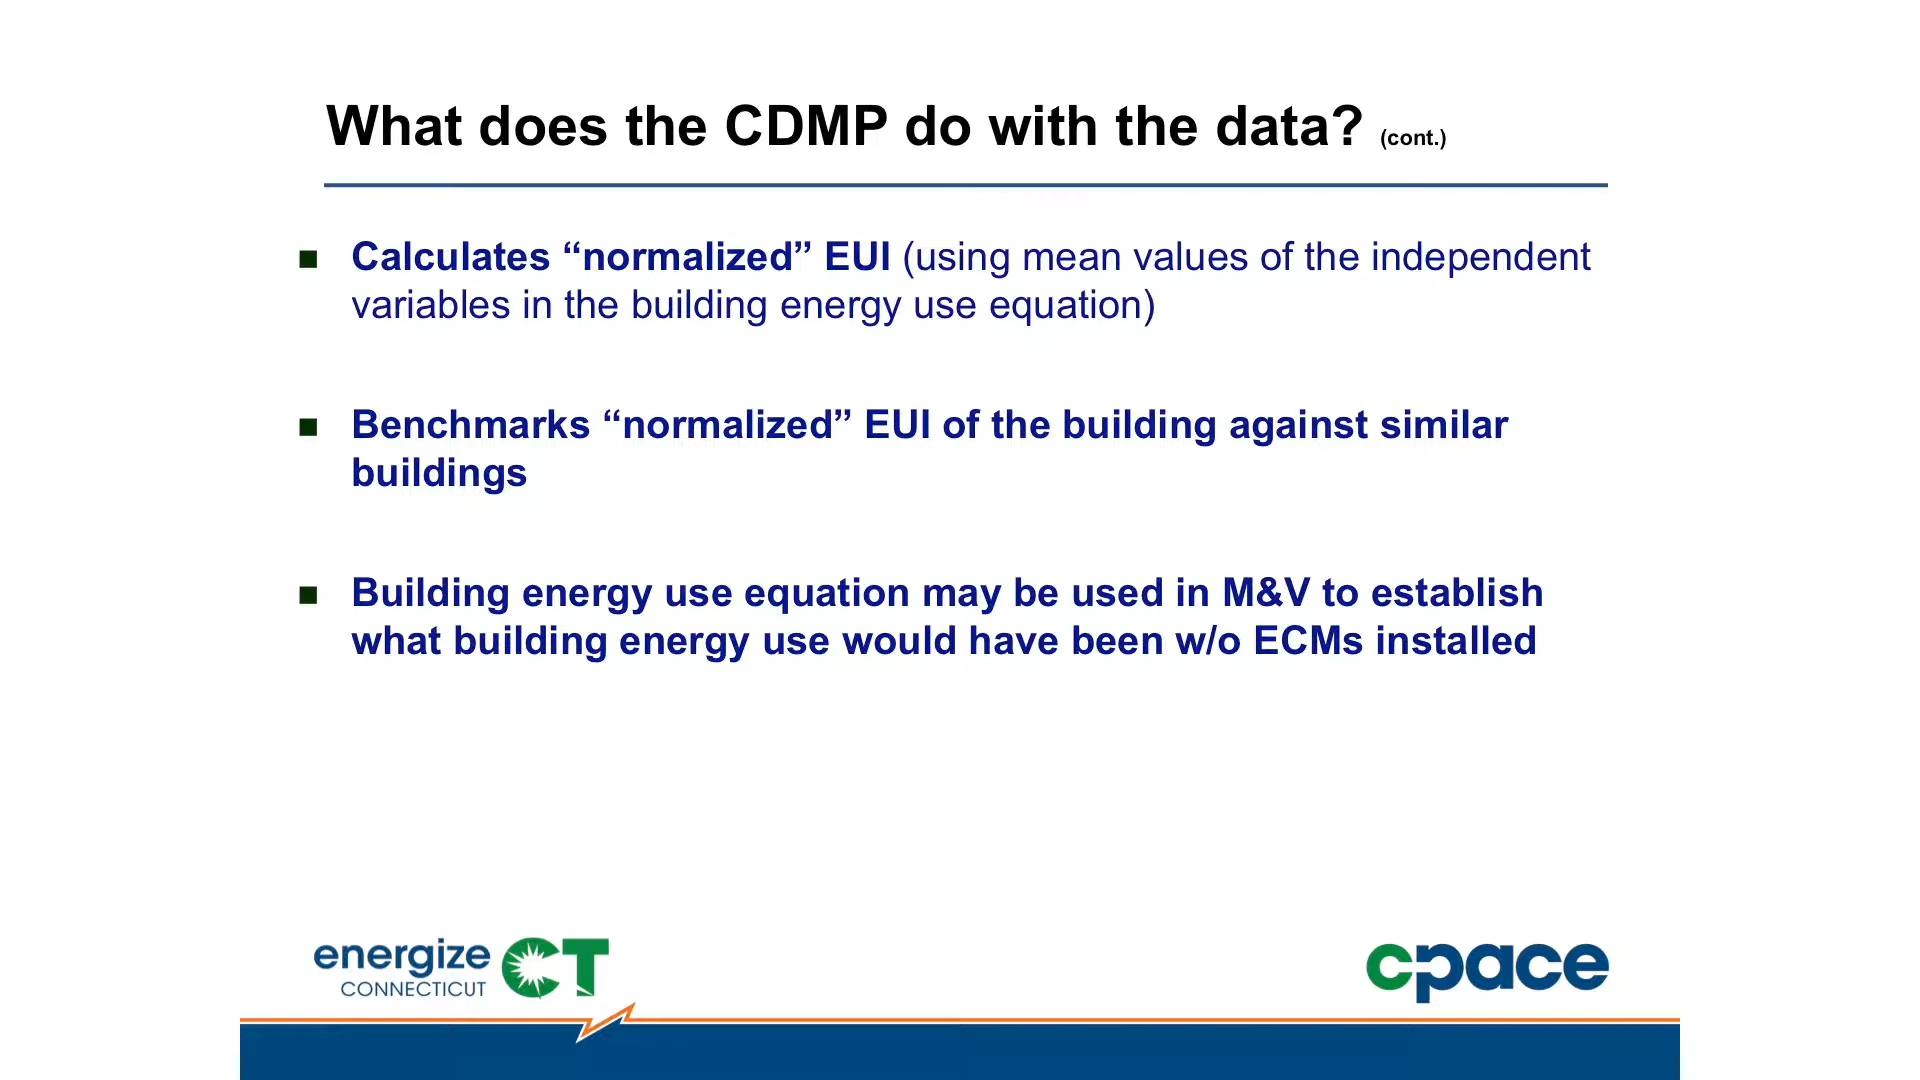 What does the CDMP do with the data? (cont.)
Calculates “normalized” EUI (using mean values of the independent
variables in the building energy use equation)
Benchmarks “normalized” EUI of the building against similar
buildings
Building energy use equation may be used in M&V to establish
what building energy use would have been w/o ECMs installed
energize CT
CONNECTICUT
cpace